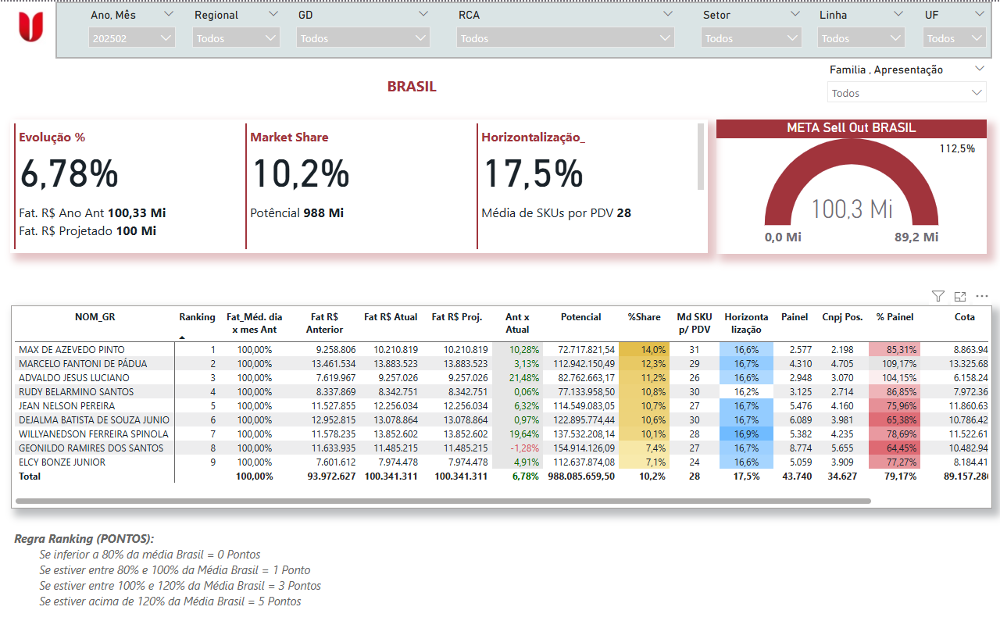 Ano, Mês Regional GD RCA Setor Linha UF
202502 Todos Todos Todos Todos Todos Todos
Familia , Apresentação
Todos
BRASIL
Evolução %
6,78%
Fat. R$ Ano Ant 100,33 Mi
Fat. R$ Projetado 100 Mi
Market Share
10,2%
Potêncial 988 Mi
Horizontalização_
17,5%
Média de SKUs por PDV 28
META Sell Out BRASIL
112,5%
100,3 Mi
0,0 Mi 89,2 Mi
NOM_GR Ranking Fat_Méd. dia x mes Ant Fat R$ Anterior Fat R$ Atual Fat R$ Proj. Ant x Atual Potencial %Share Md SKU p/ PDV Horizonta lização Painel Cnpj Pos. % Painel Cota
MAX DE AZEVEDO PINTO 1 100,00% 9.258.806 10.210.819 10.210.819 10,28% 72.717.821,54 14,0% 31 16,6% 2.577 2.198 85,31% 8.863.94
MARCELO FANTONI DE PÁDUA 2 100,00% 13.461.534 13.883.523 13.883.523 3,13% 112.942.150,49 12,3% 29 16,7% 4.310 4.705 109,17% 13.325.68
ADVALDO JESUS LUCIANO 3 100,00% 7.619.967 9.257.026 9.257.026 21,48% 82.762.663,17 11,2% 26 16,6% 2.948 3.070 104,15% 6.158.24
RUDY BELARMINO SANTOS 4 100,00% 8.337.869 8.342.751 8.342.751 0,06% 77.133.958,50 10,8% 30 16,2% 3.125 2.714 86,85% 7.972.36
JEAN NELSON PEREIRA 5 100,00% 11.527.855 12.256.034 12.256.034 6,32% 114.549.083,05 10,7% 27 16,7% 5.476 4.160 75,96% 11.860.63
DEJALMA BATISTA DE SOUZA JUNIO 6 100,00% 12.952.815 13.078.864 13.078.864 0,97% 122.895.774,44 10,6% 30 16,7% 6.089 3.981 65,38% 10.786.42
WILLYANEDSON FERREIRA SPINOLA 7 100,00% 11.578.235 13.852.602 13.852.602 19,64% 137.532.208,14 10,1% 28 16,9% 5.382 4.235 78,69% 11.522.61
GEONILDO RAMIRES DOS SANTOS 8 100,00% 11.633.935 11.485.215 11.485.215 -1,28% 154.914.126,09 7,4% 27 16,7% 8.774 5.655 64,45% 10.482.94
ELCY BONZE JUNIOR 9 100,00% 7.601.612 7.974.478 7.974.478 4,91% 112.637.874,08 7,1% 24 16,6% 5.059 3.909 77,27% 8.184.41
Total 100,00% 93.972.627 100.341.311 100.341.311 6,78% 988.085.659,50 10,2% 28 17,5% 43.740 34.627 79,17% 89.157.28
Regra Ranking (PONTOS):
Se inferior a 80% da média Brasil = 0 Pontos
Se estiver entre 80% e 100% da Média Brasil = 1 Ponto
Se estiver entre 100% e 120% da Média Brasil = 3 Pontos
Se estiver acima de 120% da Média Brasil = 5 Pontos